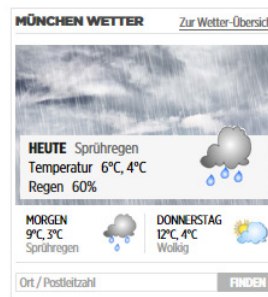 MÜNCHEN WETTER Zur Wetter-Übersich
HEUTE Sprühregen
Temperatur 6°C, 4°C
Regen 60%
MORGEN
9°C, 3°C
Sprühregen
DONNERSTAG
12°C, 4°C
Wolkig
Ort / Postleitzahl FINDEN